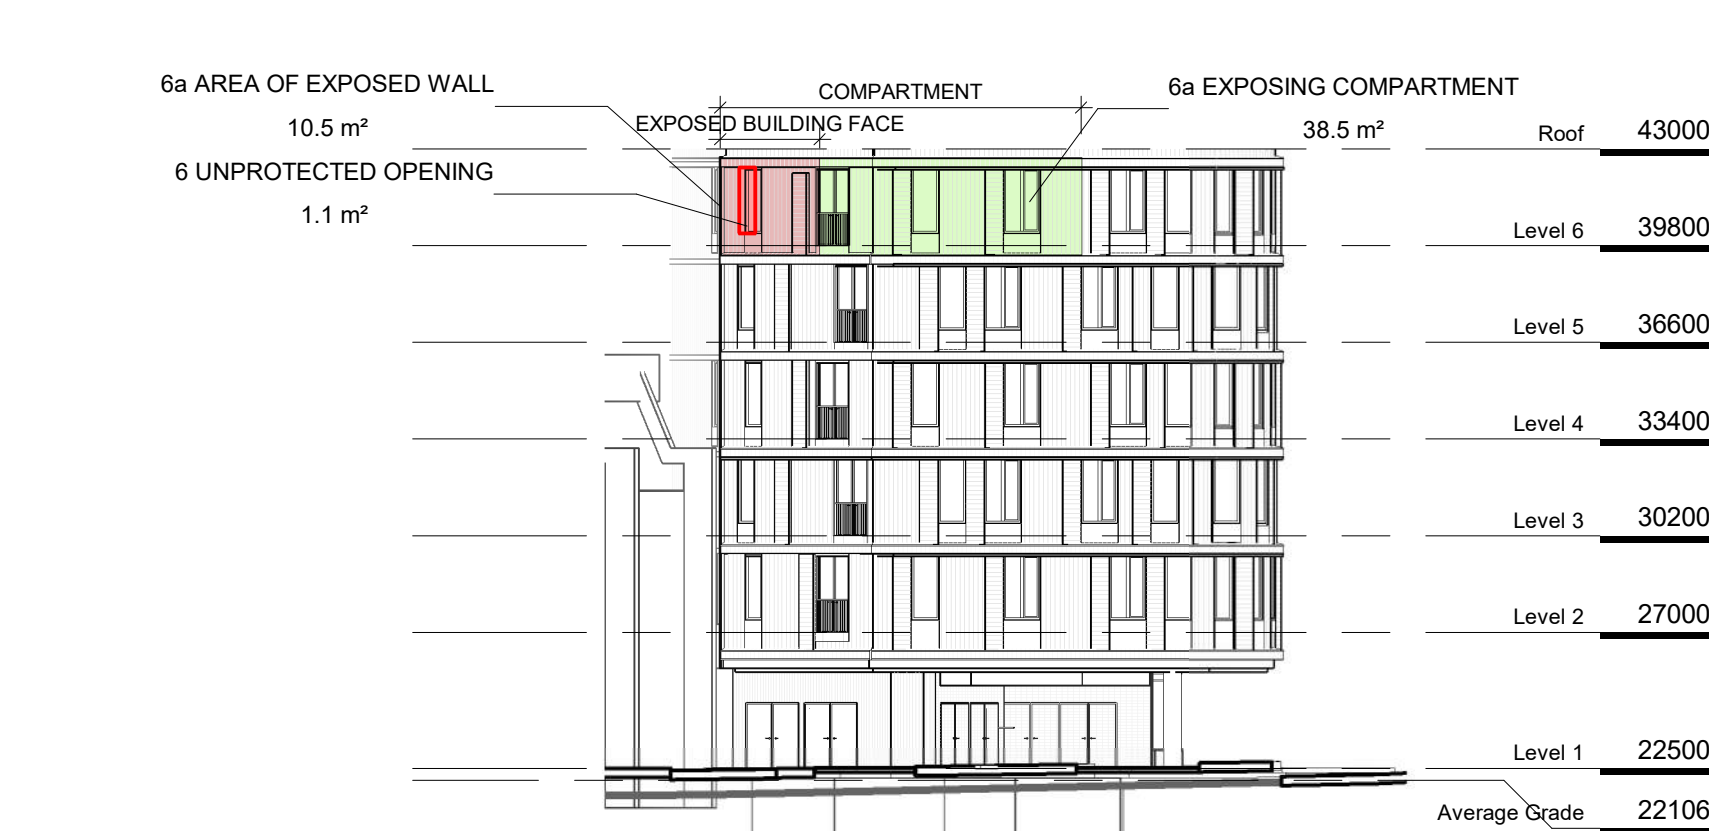 6a AREA OF EXPOSED WALL
10.5 m²
6 UNPROTECTED OPENING
1.1 m²
COMPARTMENT
EXPOSED BUILDING FACE
6a EXPOSING COMPARTMENT
38.5 m²
Roof 43000
Level 6 39800
Level 5 36600
Level 4 33400
Level 3 30200
Level 2 27000
Level 1 22500
Average Grade 22106